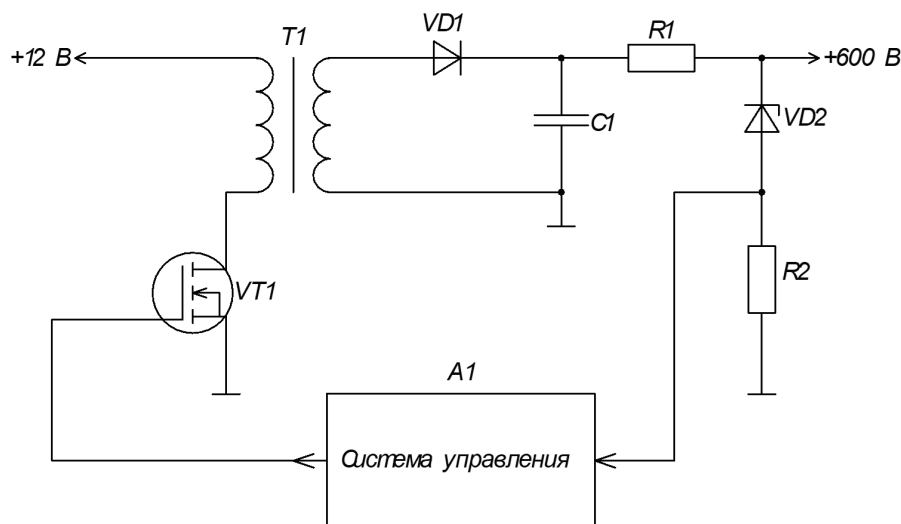 +12 В
T1
VD1
R1
+600 В
C1
VD2
VT1
R2
A1
Система управления